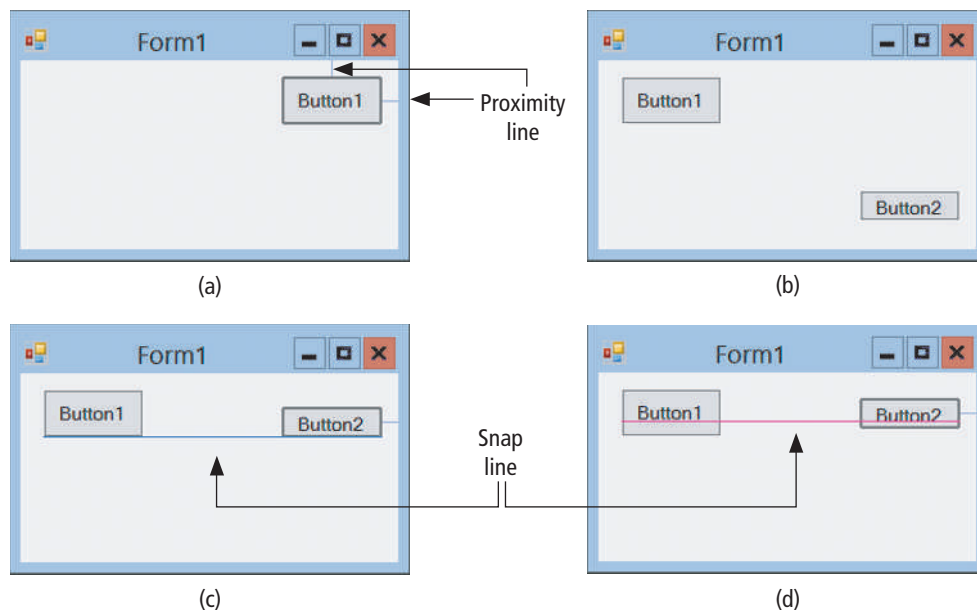 Form1
Button1
Proximity
line
(a)
Form1
Button1
Button2
(b)
Form1
Button1
Button2
Snap
line
(c)
Form1
Button1
Button2
(d)